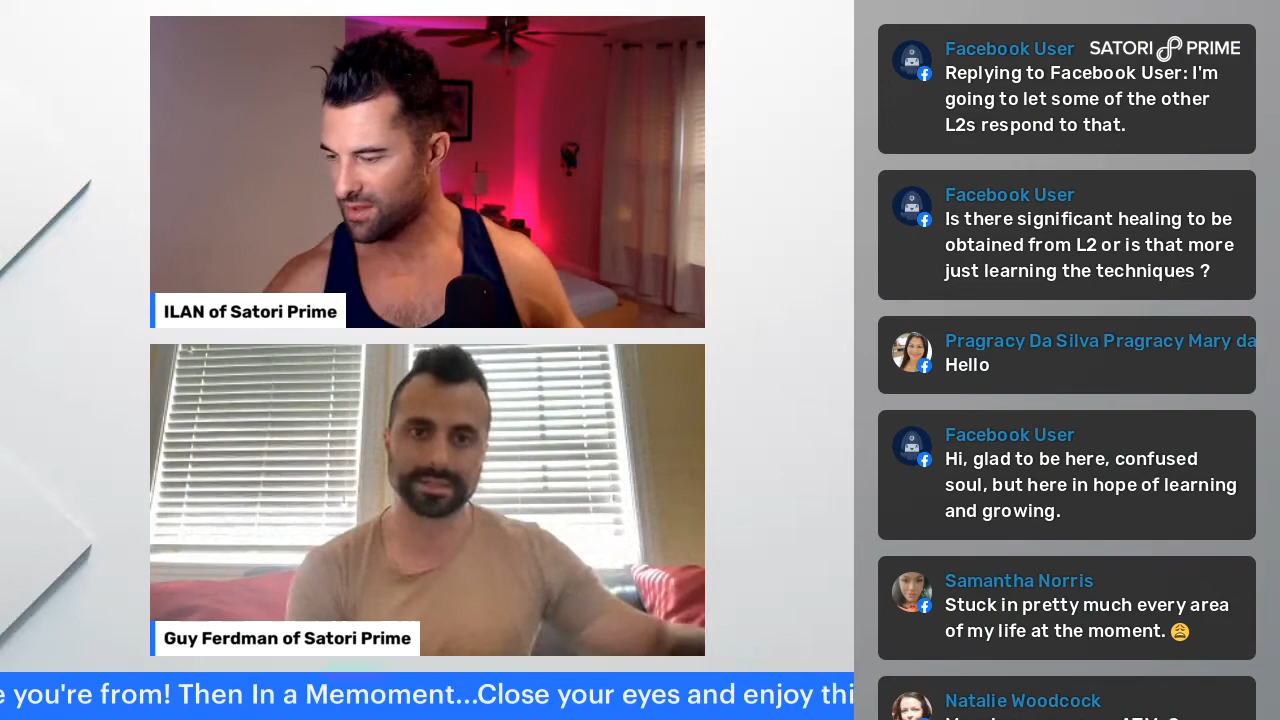 ILAN of Satori Prime
Guy Ferdman of Satori Prime
e you're from! Then In a Memoment...Close your eyes and enjoy thi
SATORI PRIME
Facebook User
Replying to Facebook User: I'm
going to let some of the other
L2s respond to that.
Facebook User
Is there significant healing to be
obtained from L2 or is that more
just learning the techniques ?
Pragracy Da Silva Pragracy Mary da
Hello
Facebook User
Hi, glad to be here, confused
soul, but here in hope of learning
and growing.
Samantha Norris
Stuck in pretty much every area
of my life at the moment. 😩
Natalie Woodcock